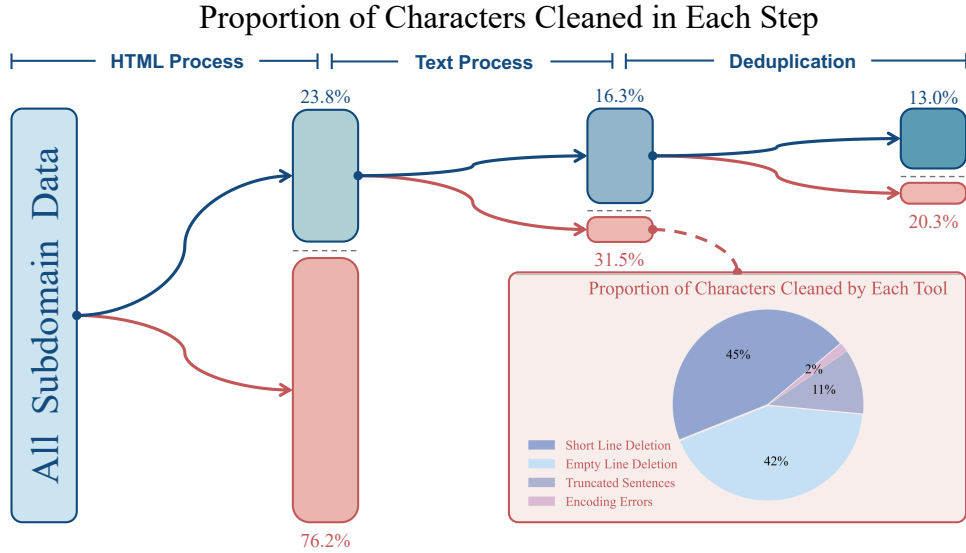 Proportion of Characters Cleaned in Each Step
HTML Process
Text Process
Deduplication
23.8%
16.3%
13.0%
All Subdomain Data
20.3%
31.5%
76.2%
Proportion of Characters Cleaned by Each Tool
45%
2%
11%
42%
Short Line Deletion
Empty Line Deletion
Truncated Sentences
Encoding Errors